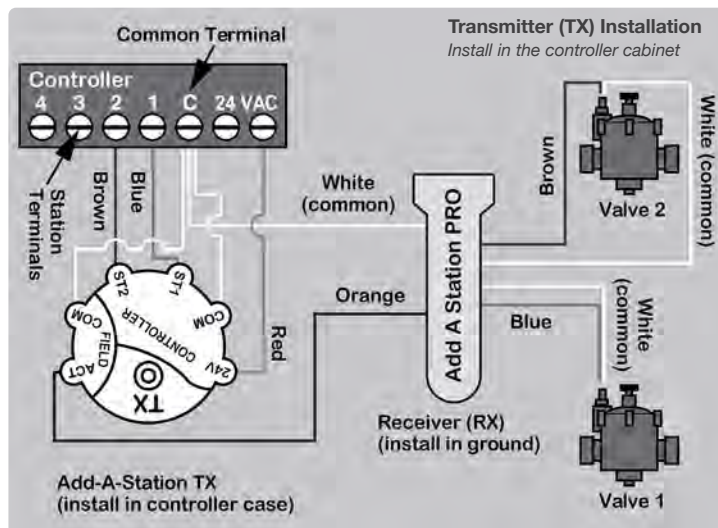 Transmitter (TX) Installation
Install in the controller cabinet
Common Terminal
Controller
4 3 2 1 C 24 VAC
Station
Terminals
Brown
Blue
White
(common)
Brown
Valve 2
White (common)
ST2
ST1
COM
COM
CONTROLLER
FIELD
ACT
24V
TX
Red
Orange
Add A Station PRO
Blue
White
(common)
Receiver (RX)
(install in ground)
Add-A-Station TX
(install in controller case)
Valve 1